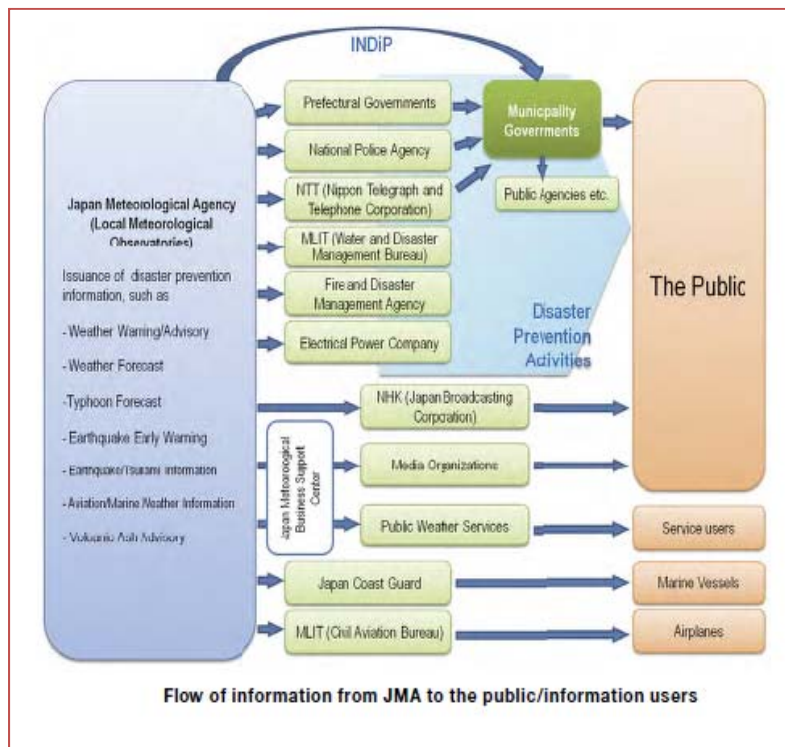 INDiP
Japan Meteorological Agency
(Local Meteorological
Observatories)
Issuance of disaster prevention
information, such as
- Weather Warning/Advisory
- Weather Forecast
-Typhoon Forecast
- Earthquake Early Warning
- Earthquake/Tsunami Information
- Aviation/Marine Weather Information
- Volcanic Ash Advisory
Prefectural Governments
National Police Agency
NTT (Nippon Telegraph and
Telephone Corporation)
MLIT (Water and Disaster
Management Bureau)
Fire and Disaster
Management Agency
Electrical Power Company
Municpality
Governments
Public Agencies etc.
Disaster
Prevention
Activities
NHK (Japan Broadcasting
Corporation)
Japan Meteorological
Business Support
Center
Media Organizations
Public Weather Services
Japan Coast Guard
MLIT (Civil Aviation Bureau)
The Public
Service users
Marine Vessels
Airplanes
Flow of information from JMA to the public/information users